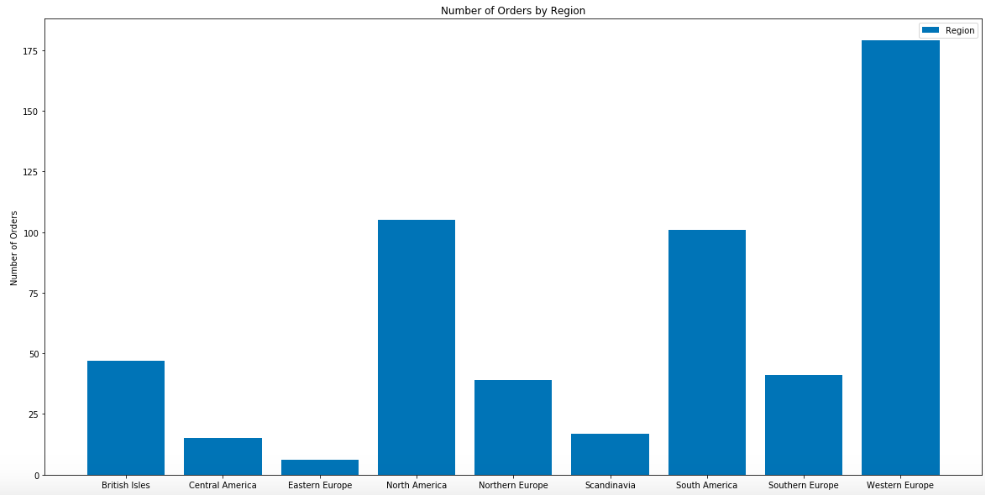 Number of Orders by Region
Region
Number of Orders
175
150
125
100
75
50
25
0
British Isles Central America Eastern Europe North America Northern Europe Scandinavia South America Southern Europe Western Europe